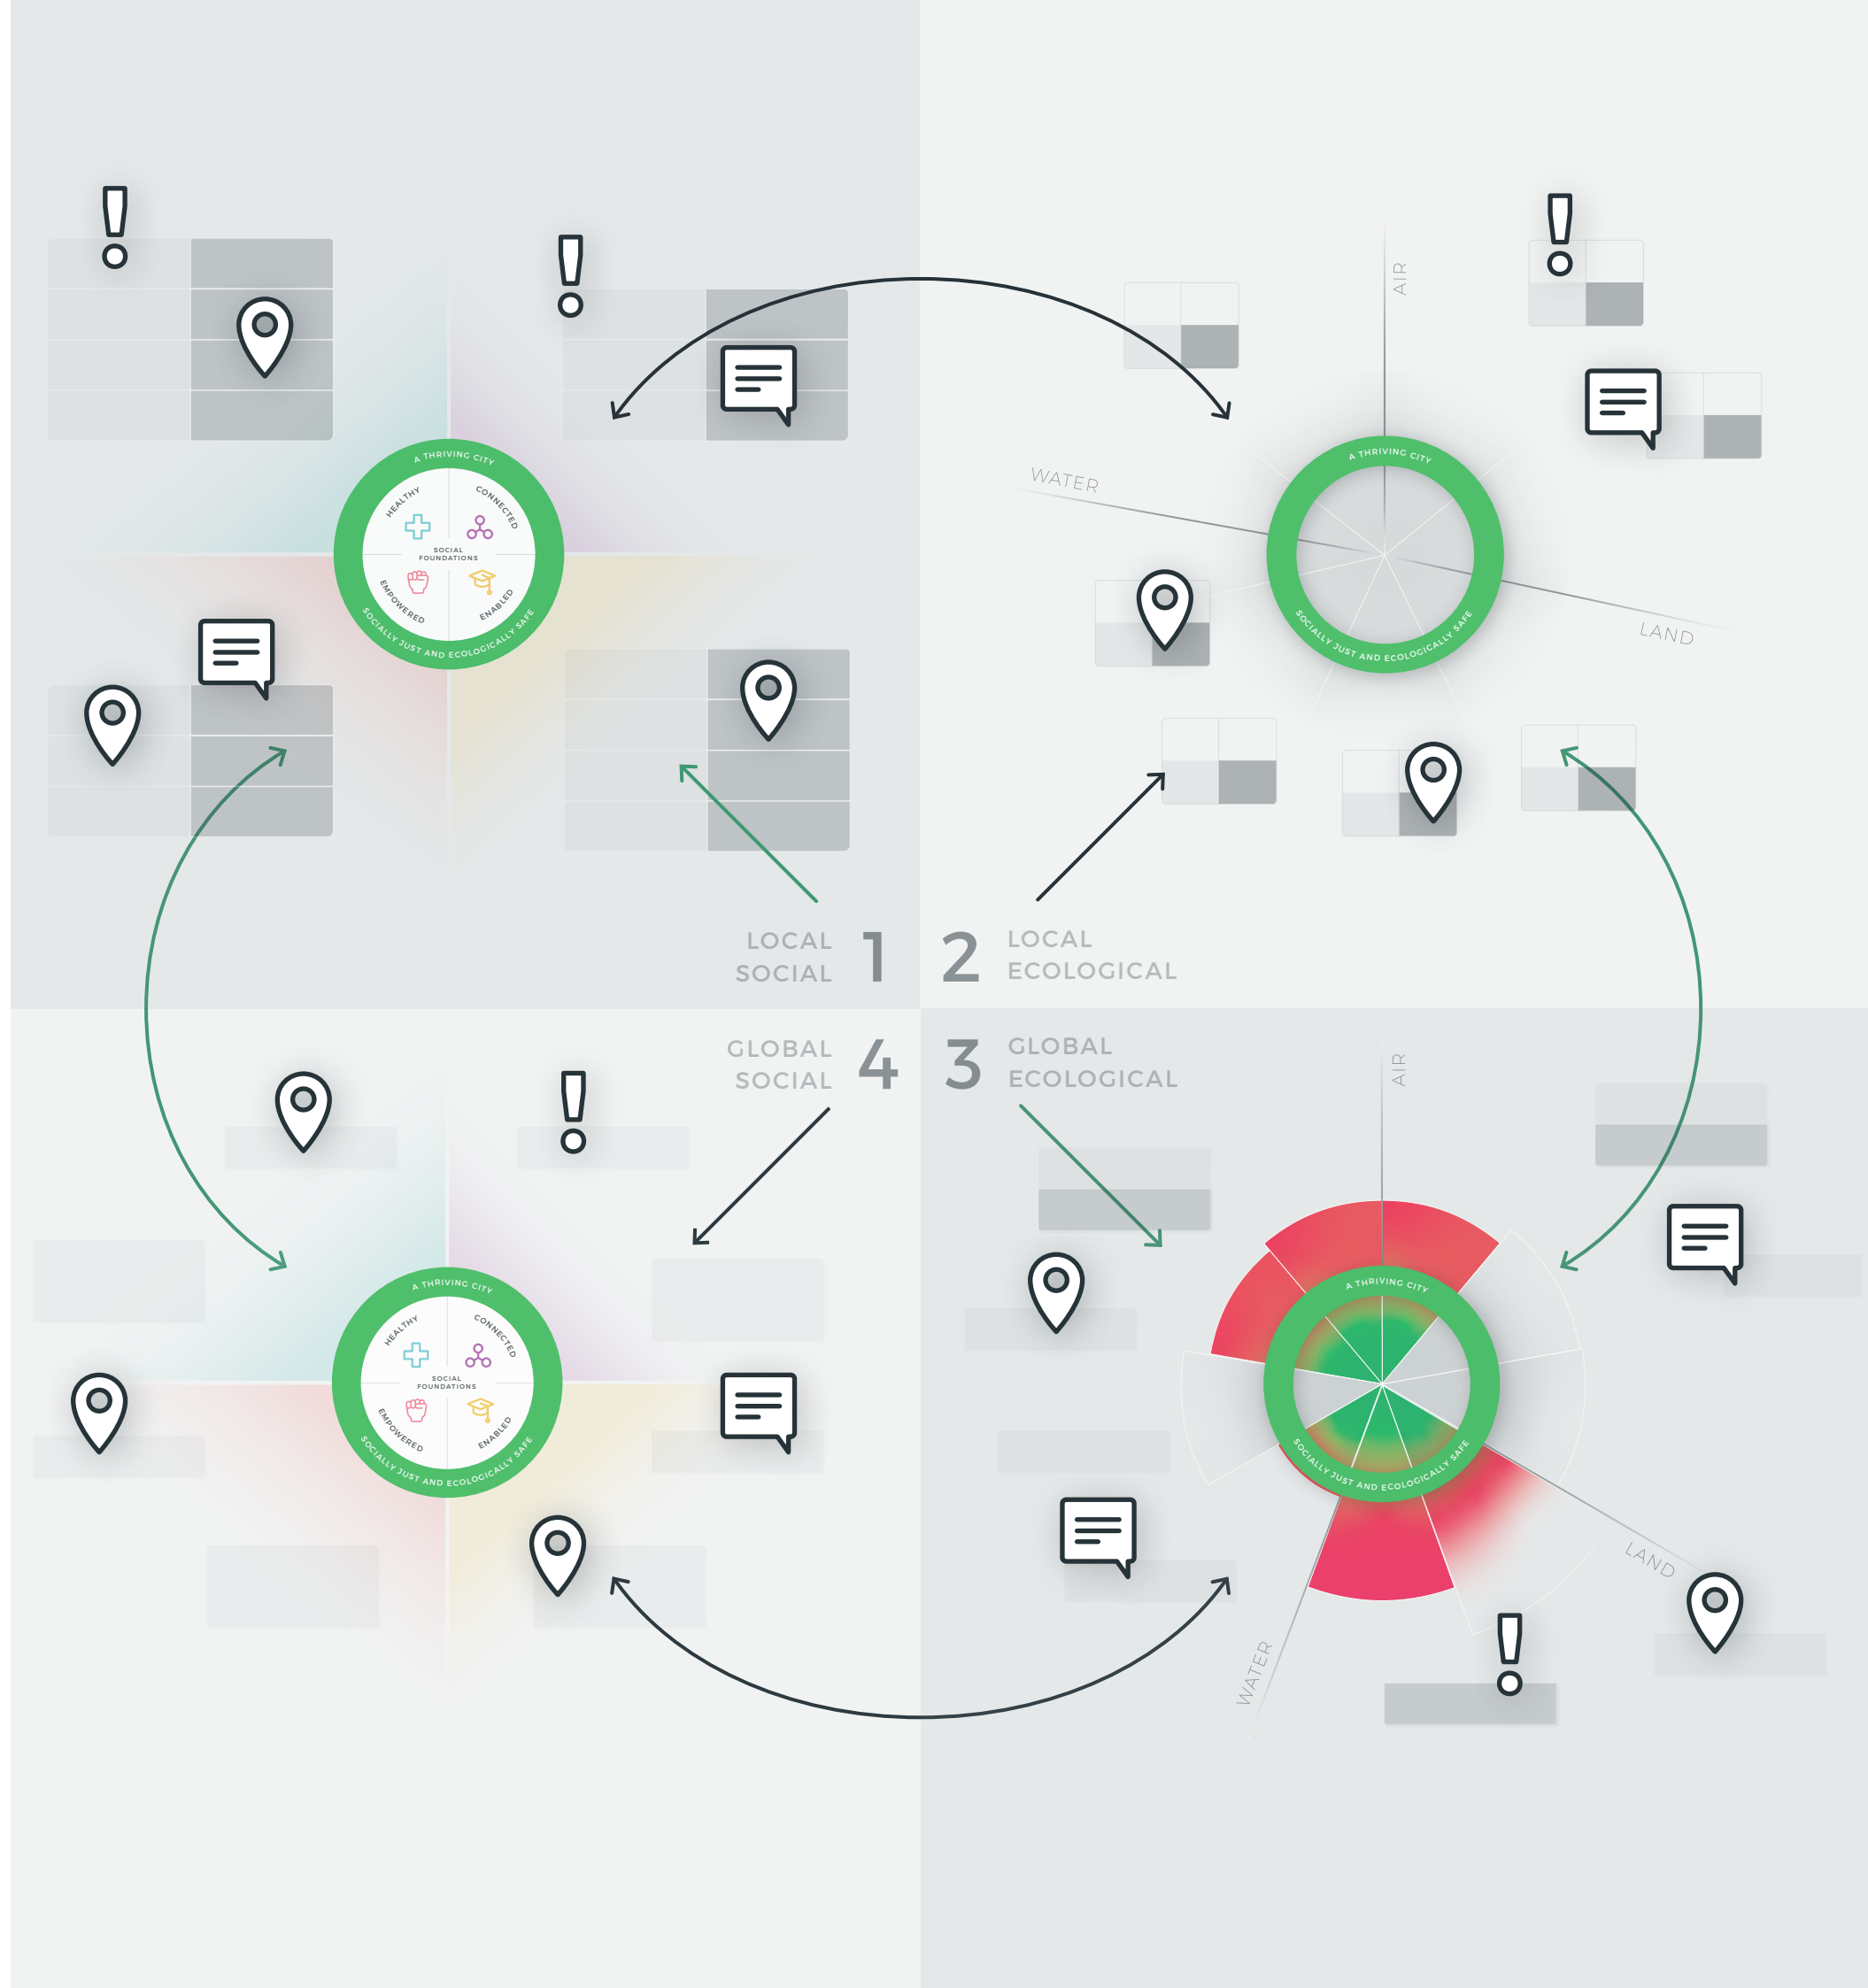 A THRIVING CITY
HEALTHY
CONNECTED
SOCIAL
FOUNDATIONS
EMPOWERED
ENABLED
SOCIALLY JUST AND ECOLOGICALLY SAFE
AIR
WATER
A THRIVING CITY
SOCIALLY JUST AND ECOLOGICALLY SAFE
LAND
LOCAL
SOCIAL
1
2
LOCAL
ECOLOGICAL
GLOBAL
SOCIAL
4
3
GLOBAL
ECOLOGICAL
A THRIVING CITY
HEALTHY
CONNECTED
SOCIAL
FOUNDATIONS
EMPOWERED
ENABLED
SOCIALLY JUST AND ECOLOGICALLY SAFE
AIR
A THRIVING CITY
SOCIALLY JUST AND ECOLOGICALLY SAFE
LAND
WATER